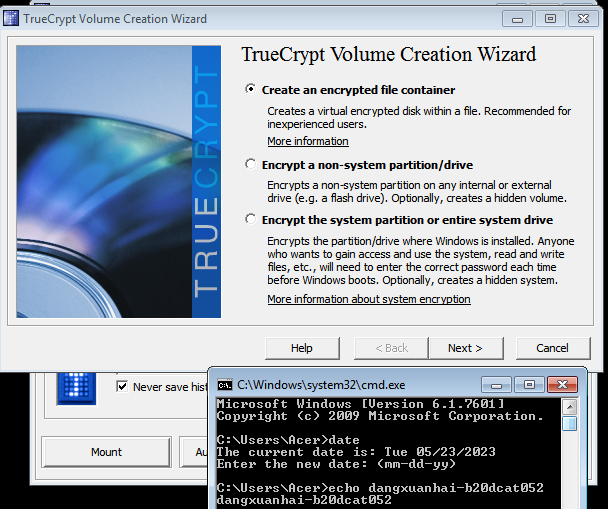 TrueCrypt Volume Creation Wizard
TrueCrypt Volume Creation Wizard
TRUECRYPT
Create an encrypted file container
Creates a virtual encrypted disk within a file. Recommended for
inexperienced users.
More information
Encrypt a non-system partition/drive
Encrypts a non-system partition on any internal or external
drive (e.g. a flash drive). Optionally, creates a hidden volume.
Encrypt the system partition or entire system drive
Encrypts the partition/drive where Windows is installed. Anyone
who wants to gain access and use the system, read and write
files, etc., will need to enter the correct password each time
before Windows boots. Optionally, creates a hidden system.
More information about system encryption
Help
< Back
Next >
Cancel
Never save hist
Mount
Au
C:\Windows\system32\cmd.exe
Microsoft Windows [Version 6.1.7601]
Copyright (c) 2009 Microsoft Corporation.
C:\Users\Acer>date
The current date is: Tue 05/23/2023
Enter the new date: (mm-dd-yy)
C:\Users\Acer>echo dangxuanhai-b20dcat052
dangxuanhai-b20dcat052